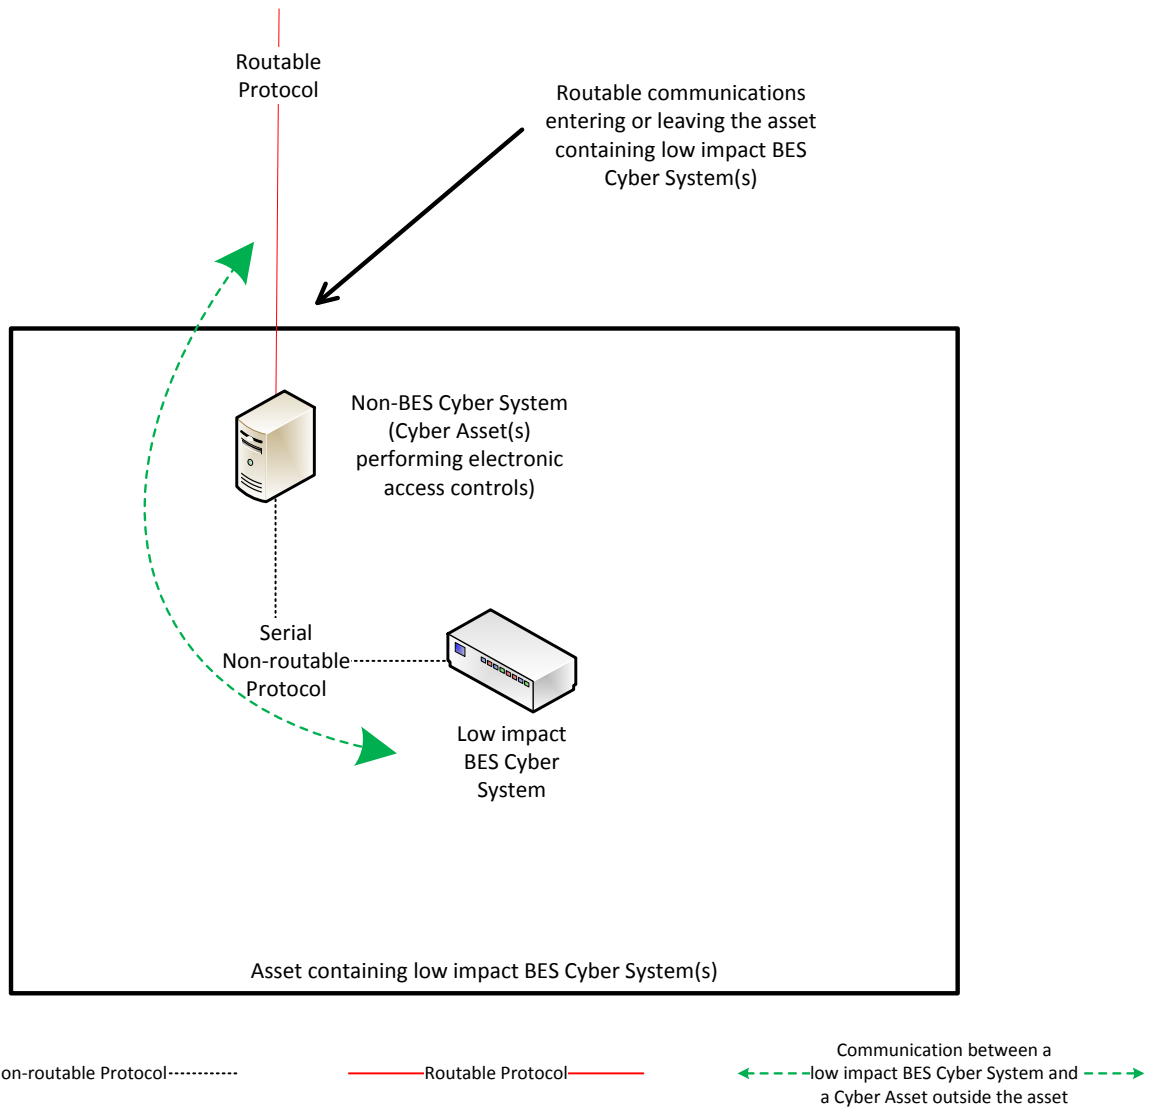 Routable
Protocol
Routable communications
entering or leaving the asset
containing low impact BES
Cyber System(s)
Non-BES Cyber System
(Cyber Asset(s)
performing electronic
access controls)
Serial
Non-routable
Protocol
Low impact
BES Cyber
System
Asset containing low impact BES Cyber System(s)
on-routable Protocol
Routable Protocol
Communication between a
low impact BES Cyber System and
a Cyber Asset outside the asset